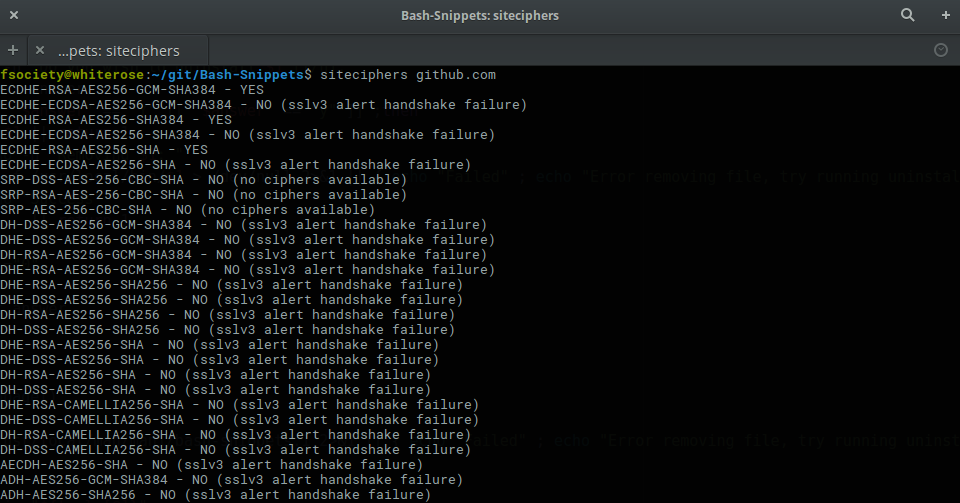 Bash-Snippets: siteciphers
...pets: siteciphers
fsociety@whiterose:~/git/Bash-Snippets$ siteciphers github.com
ECDHE-RSA-AES256-GCM-SHA384 - YES
ECDHE-ECDSA-AES256-GCM-SHA384 - NO (sslv3 alert handshake failure)
ECDHE-RSA-AES256-SHA384 - YES
ECDHE-ECDSA-AES256-SHA384 - NO (sslv3 alert handshake failure)
ECDHE-RSA-AES256-SHA - YES
ECDHE-ECDSA-AES256-SHA - NO (sslv3 alert handshake failure)
SRP-DSS-AES-256-CBC-SHA - NO (no ciphers available)
SRP-RSA-AES-256-CBC-SHA - NO (no ciphers available)
SRP-AES-256-CBC-SHA - NO (no ciphers available)
DH-DSS-AES256-GCM-SHA384 - NO (sslv3 alert handshake failure)
DHE-DSS-AES256-GCM-SHA384 - NO (sslv3 alert handshake failure)
DH-RSA-AES256-GCM-SHA384 - NO (sslv3 alert handshake failure)
DHE-RSA-AES256-GCM-SHA384 - NO (sslv3 alert handshake failure)
DHE-RSA-AES256-SHA256 - NO (sslv3 alert handshake failure)
DHE-DSS-AES256-SHA256 - NO (sslv3 alert handshake failure)
DH-RSA-AES256-SHA256 - NO (sslv3 alert handshake failure)
DH-DSS-AES256-SHA256 - NO (sslv3 alert handshake failure)
DHE-RSA-AES256-SHA - NO (sslv3 alert handshake failure)
DHE-DSS-AES256-SHA - NO (sslv3 alert handshake failure)
DH-RSA-AES256-SHA - NO (sslv3 alert handshake failure)
DH-DSS-AES256-SHA - NO (sslv3 alert handshake failure)
DHE-RSA-CAMELLIA256-SHA - NO (sslv3 alert handshake failure)
DHE-DSS-CAMELLIA256-SHA - NO (sslv3 alert handshake failure)
DH-RSA-CAMELLIA256-SHA - NO (sslv3 alert handshake failure)
DH-DSS-CAMELLIA256-SHA - NO (sslv3 alert handshake failure)
AECDH-AES256-SHA - NO (sslv3 alert handshake failure)
ADH-AES256-GCM-SHA384 - NO (sslv3 alert handshake failure)
ADH-AES256-SHA256 - NO (sslv3 alert handshake failure)